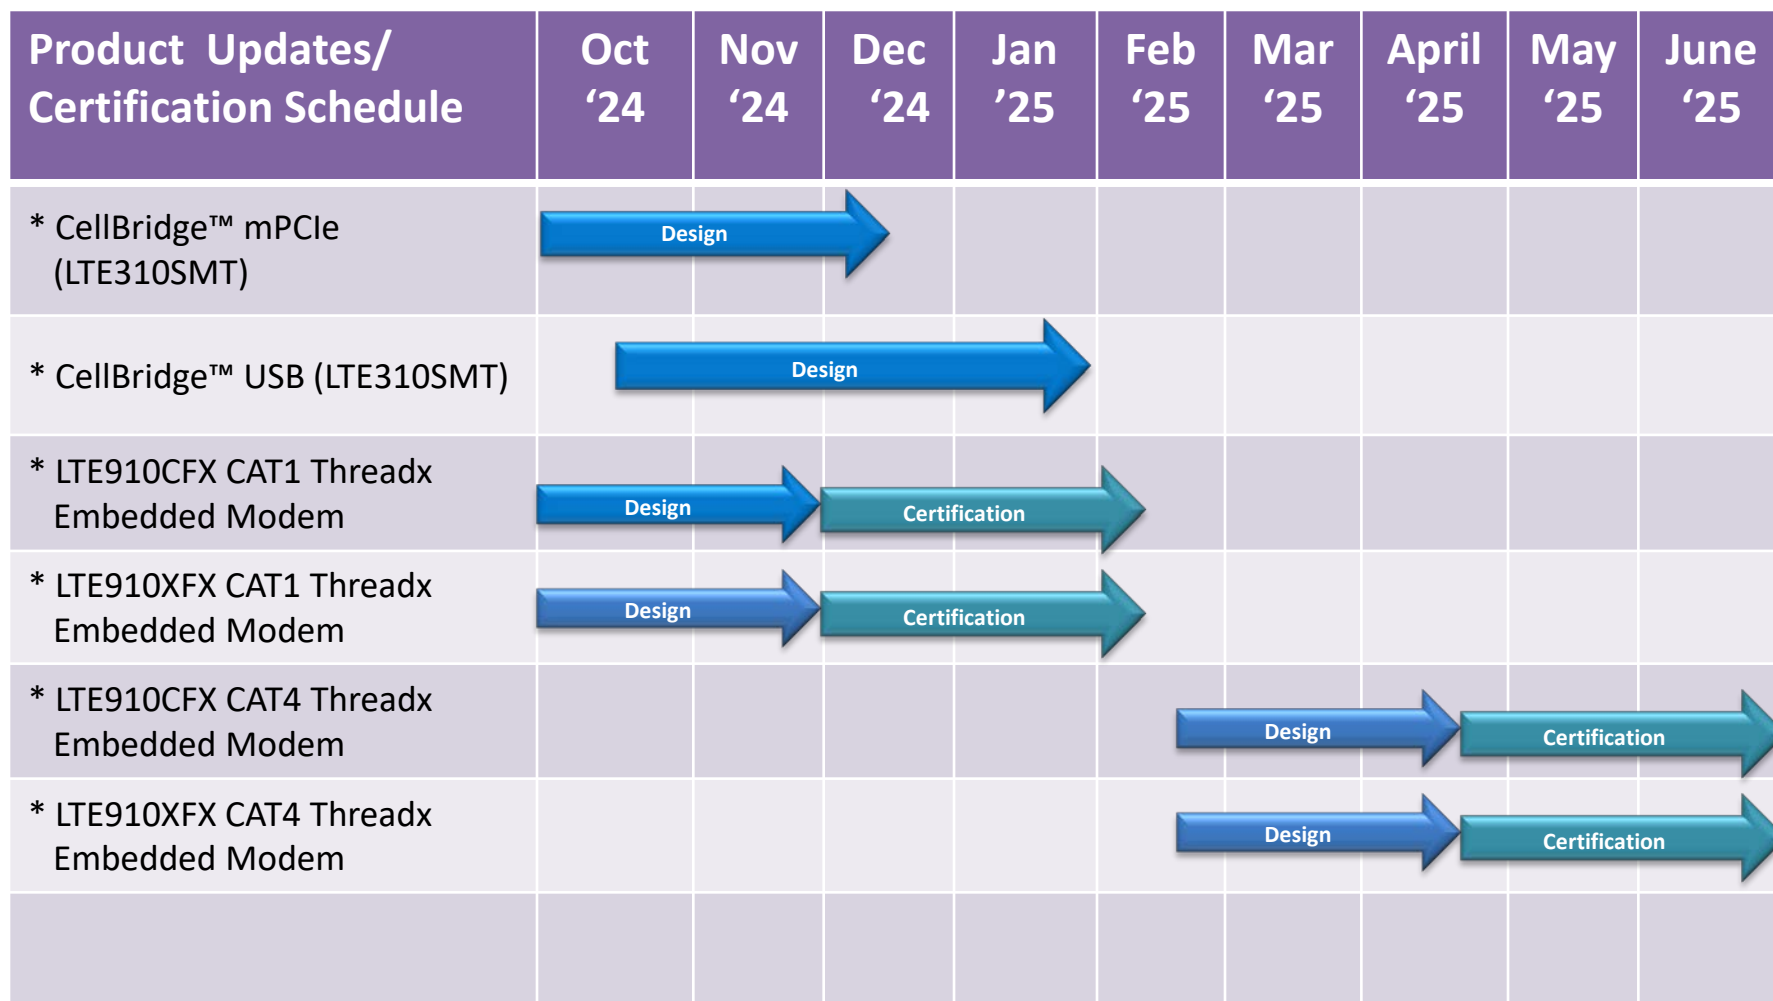 Product  Updates/
Certification Schedule
Oct
‘24
Nov
‘24
Dec
‘24
Jan
’25
Feb
‘25
Mar
‘25
April
‘25
May
‘25
June
‘25
* CellBridge™ mPCIe
(LTE310SMT)
Design
* CellBridge™ USB (LTE310SMT)
Design
* LTE910CFX CAT1 Threadx
Embedded Modem
Design
Certification
* LTE910XFX CAT1 Threadx
Embedded Modem
Design
Certification
* LTE910CFX CAT4 Threadx
Embedded Modem
Design
Certification
* LTE910XFX CAT4 Threadx
Embedded Modem
Design
Certification